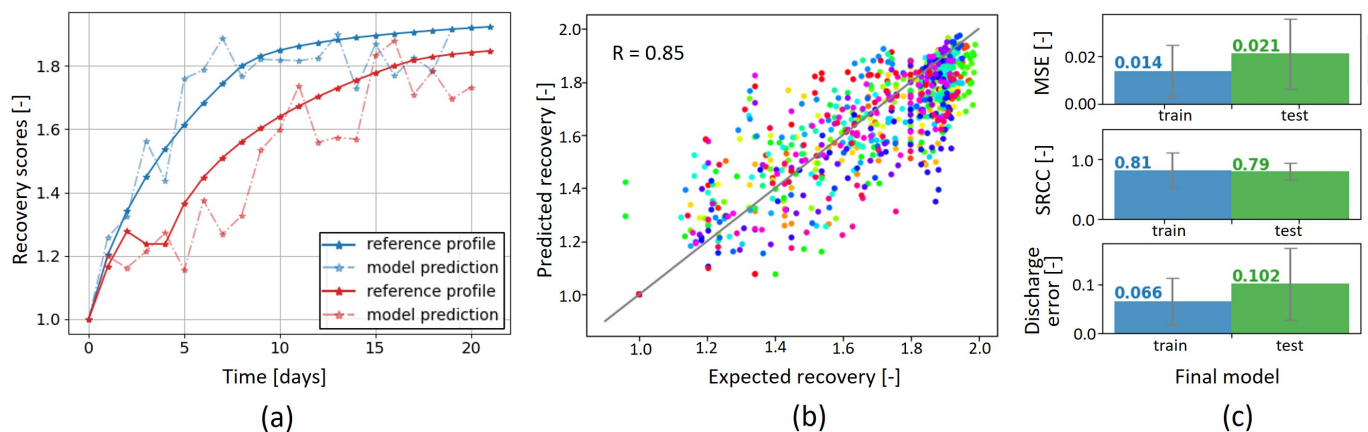 1.8
1.6
1.4
1.2
1.0
Recovery scores [-]
reference profile
model prediction
reference profile
model prediction
0
5
10
15
20
Time [days]
(a)
R = 0.85
2.0
1.8
1.6
1.4
1.2
1.0
Predicted recovery [-]
1.0
1.2
1.4
1.6
1.8
2.0
Expected recovery [-]
(b)
MSE [-]
0.02
0.00
0.014
0.021
train
test
SRCC [-]
1.0
0.0
0.81
0.79
train
test
Discharge
error [-]
0.1
0.0
0.066
0.102
train
test
Final model
(c)